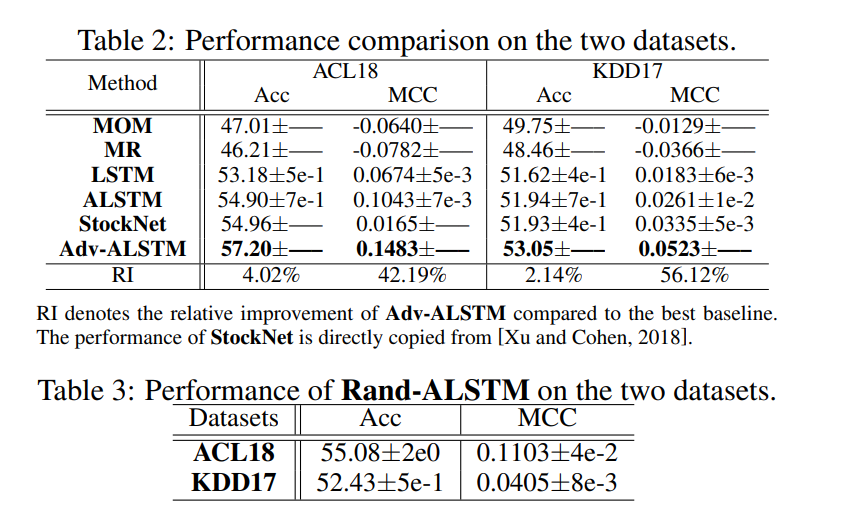 Table 2: Performance comparison on the two datasets.
Method ACL18 KDD17
Acc MCC Acc MCC
MOM 47.01±—– -0.0640±—– 49.75±—– -0.0129±—–
MR 46.21±—– -0.0782±—– 48.46±—– -0.0366±—–
LSTM 53.18±5e-1 0.0674±5e-3 51.62±4e-1 0.0183±6e-3
ALSTM 54.90±7e-1 0.1043±7e-3 51.94±7e-1 0.0261±1e-2
StockNet 54.96±—– 0.0165±—– 51.93±4e-1 0.0335±5e-3
Adv-ALSTM 57.20±—– 0.1483±—– 53.05±—– 0.0523±—–
RI 4.02% 42.19% 2.14% 56.12%
RI denotes the relative improvement of Adv-ALSTM compared to the best baseline.
The performance of StockNet is directly copied from [Xu and Cohen, 2018].
Table 3: Performance of Rand-ALSTM on the two datasets.
Datasets Acc MCC
ACL18 55.08±2e0 0.1103±4e-2
KDD17 52.43±5e-1 0.0405±8e-3